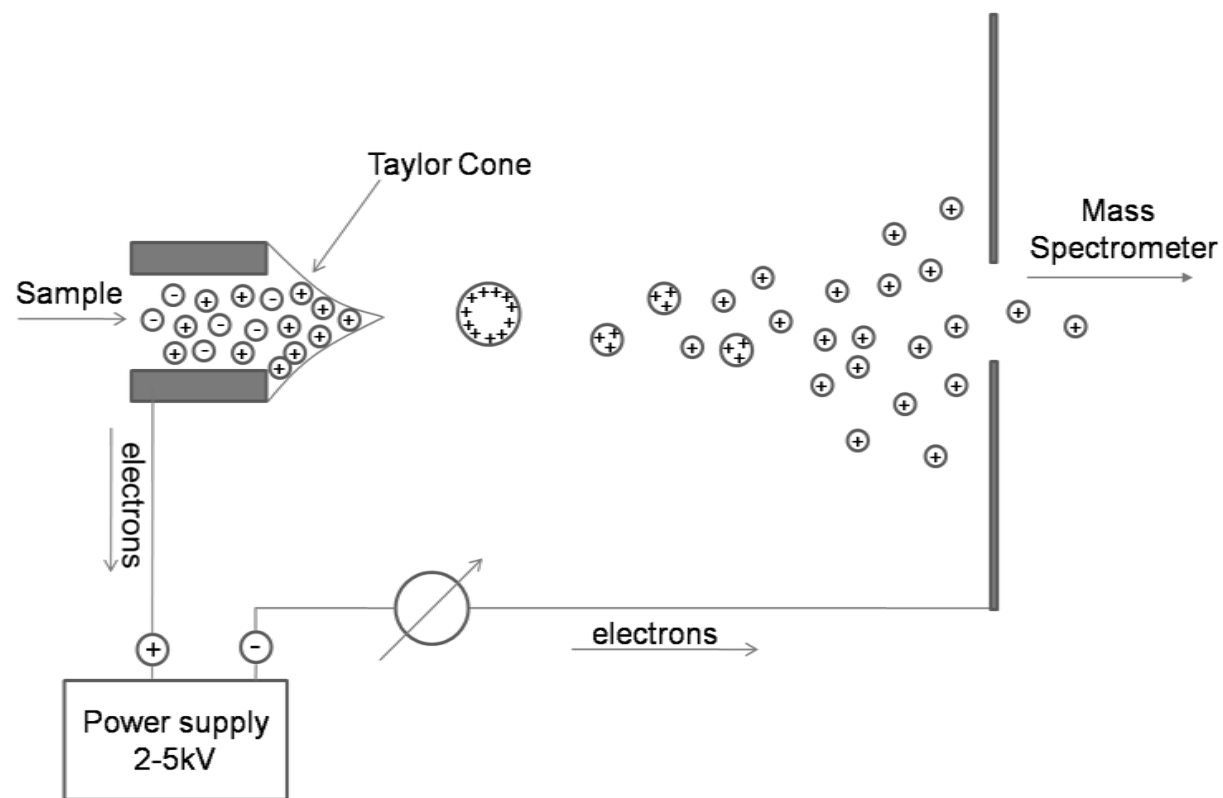 Taylor Cone
Mass
Spectrometer
Sample
electrons
electrons
Power supply
2-5kV